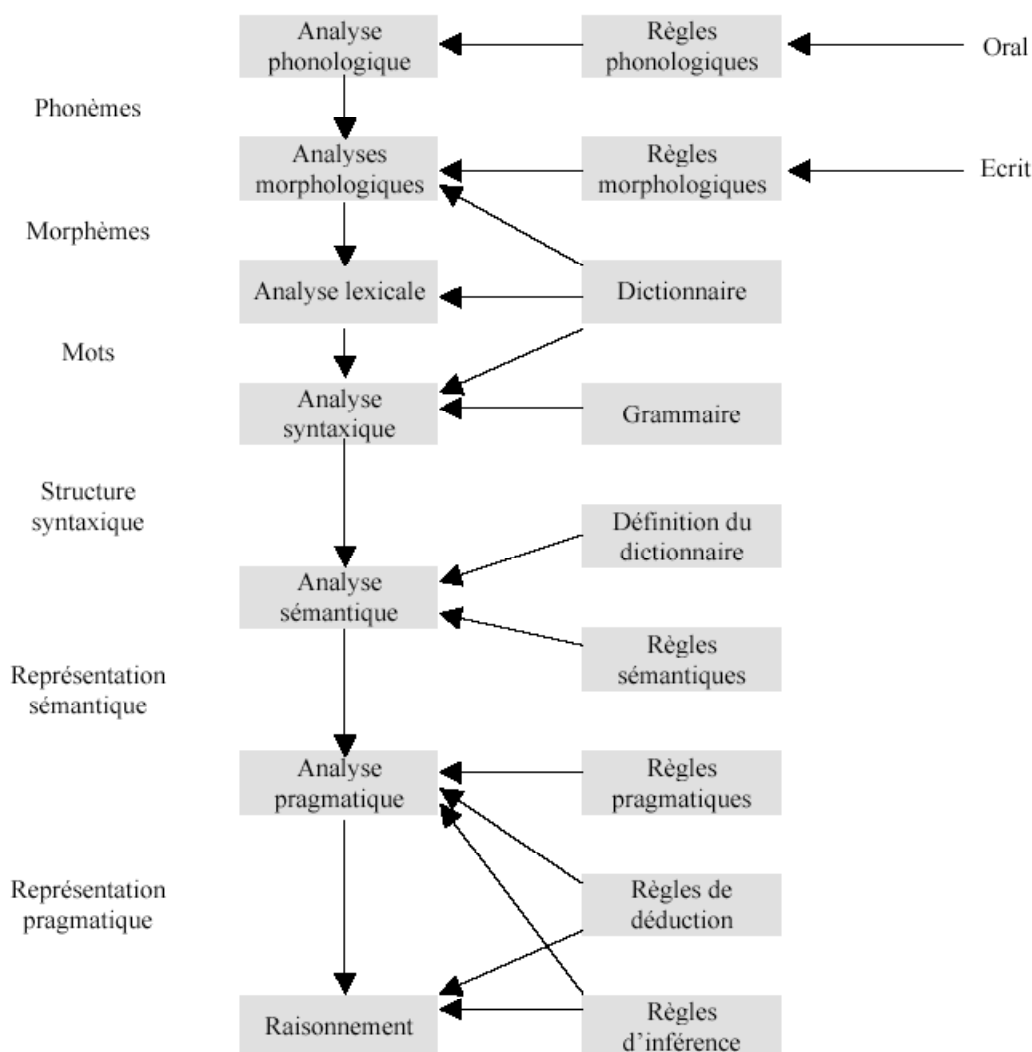 Analyse
phonologique
Règles
phonologiques
Oral
Phonèmes
Analyses
morphologiques
Règles
morphologiques
Ecrit
Morphèmes
Analyse lexicale
Dictionnaire
Mots
Analyse
syntaxique
Grammaire
Structure
syntaxique
Définition du
dictionnaire
Analyse
sémantique
Règles
sémantiques
Représentation
sémantique
Analyse
pragmatique
Règles
pragmatiques
Représentation
pragmatique
Règles de
déduction
Raisonnement
Règles
d’inférence